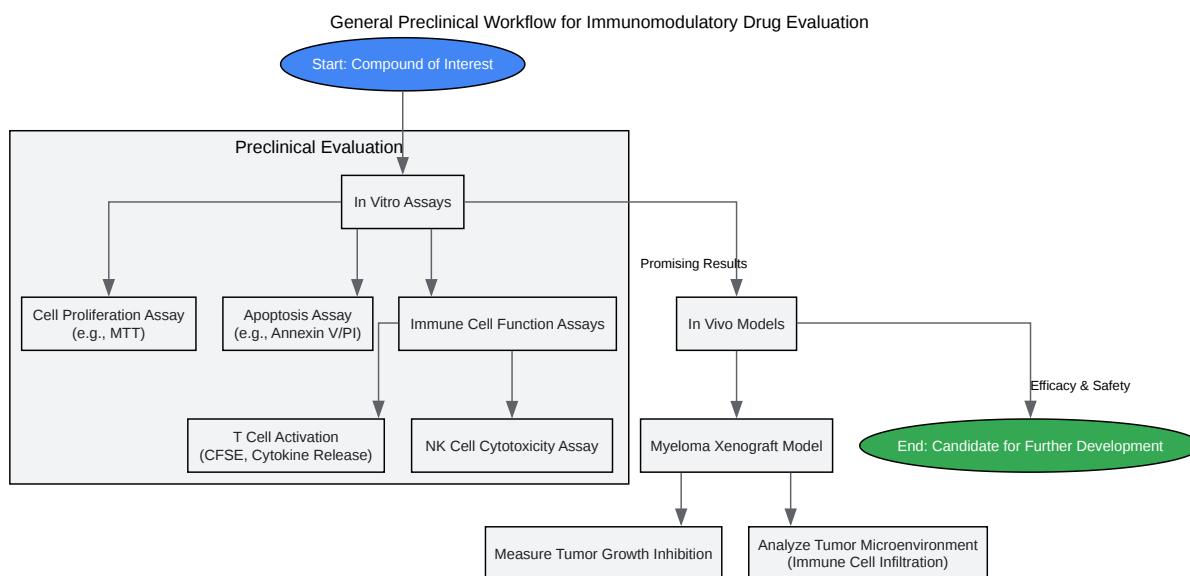 General Preclinical Workflow for Immunomodulatory Drug Evaluation
Start: Compound of Interest
Preclinical Evaluation
In Vitro Assays
Promising Results
Cell Proliferation Assay
(e.g., MTT)
Apoptosis Assay
(e.g., Annexin V/PI)
Immune Cell Function Assays
In Vivo Models
Efficacy & Safety
T Cell Activation
(CFSE, Cytokine Release)
NK Cell Cytotoxicity Assay
Myeloma Xenograft Model
End: Candidate for Further Development
Measure Tumor Growth Inhibition
Analyze Tumor Microenvironment
(Immune Cell Infiltration)